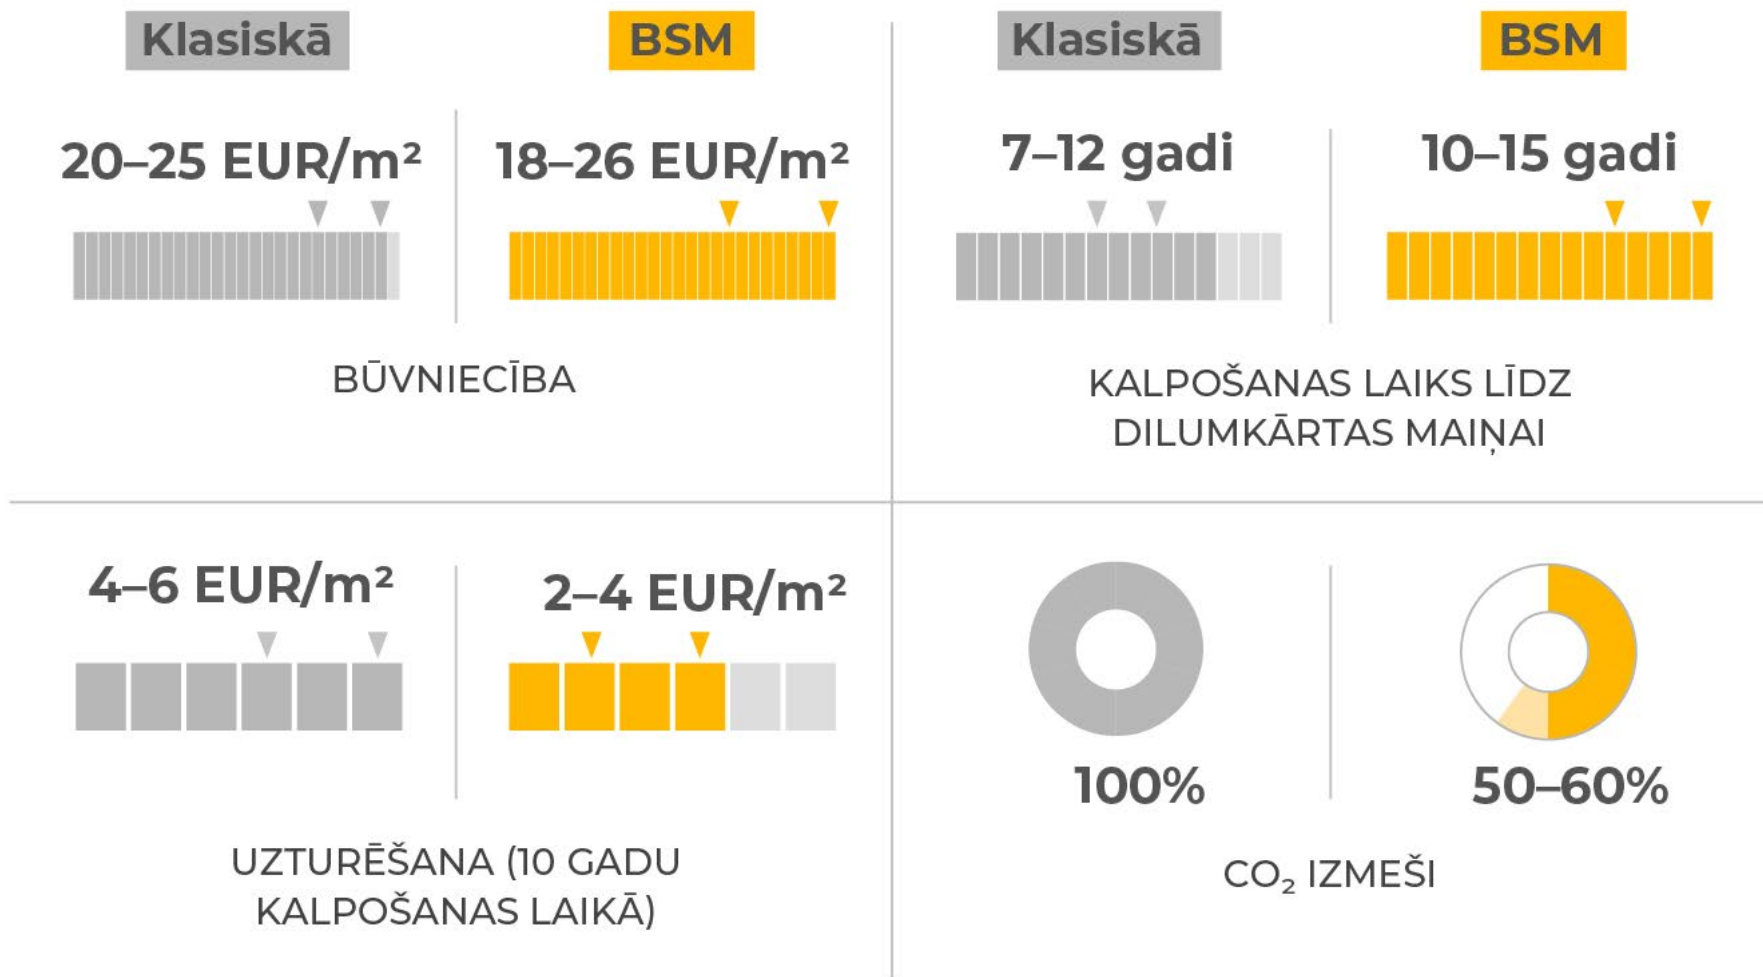 Klasiskā
BSM
20–25 EUR/m²
18–26 EUR/m²
BŪVNIECĪBA
Klasiskā
BSM
7–12 gadi
10–15 gadi
KALPOŠANAS LAIKS LĪDZ
DILUMKĀRTAS MAIŅAI
4–6 EUR/m²
2–4 EUR/m²
UZTURĒŠANA (10 GADU
KALPOŠANAS LAIKĀ)
100%
50–60%
CO₂ IZMEŠI